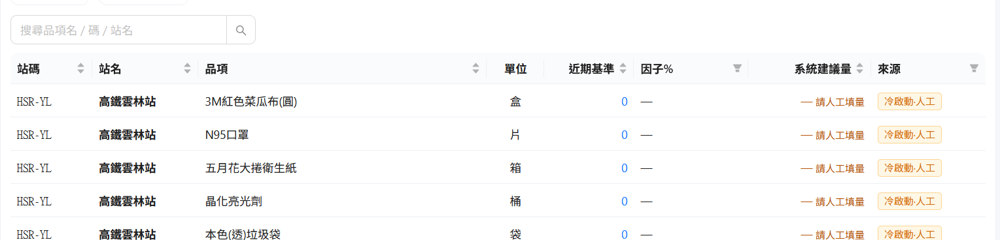 搜尋品項名 / 碼 / 站名
站碼 站名 品項 單位 近期基準 因子% 系統建議量 來源
HSR-YL 高鐵雲林站 3M紅色菜瓜布(圓) 盒 0 — — 請人工填量 冷啟動·人工
HSR-YL 高鐵雲林站 N95口罩 片 0 — — 請人工填量 冷啟動·人工
HSR-YL 高鐵雲林站 五月花大捲衛生紙 箱 0 — — 請人工填量 冷啟動·人工
HSR-YL 高鐵雲林站 晶化亮光劑 桶 0 — — 請人工填量 冷啟動·人工
HSR-YL 高鐵雲林站 本色(透)垃圾袋 袋 0 — — 請人工填量 冷啟動·人工